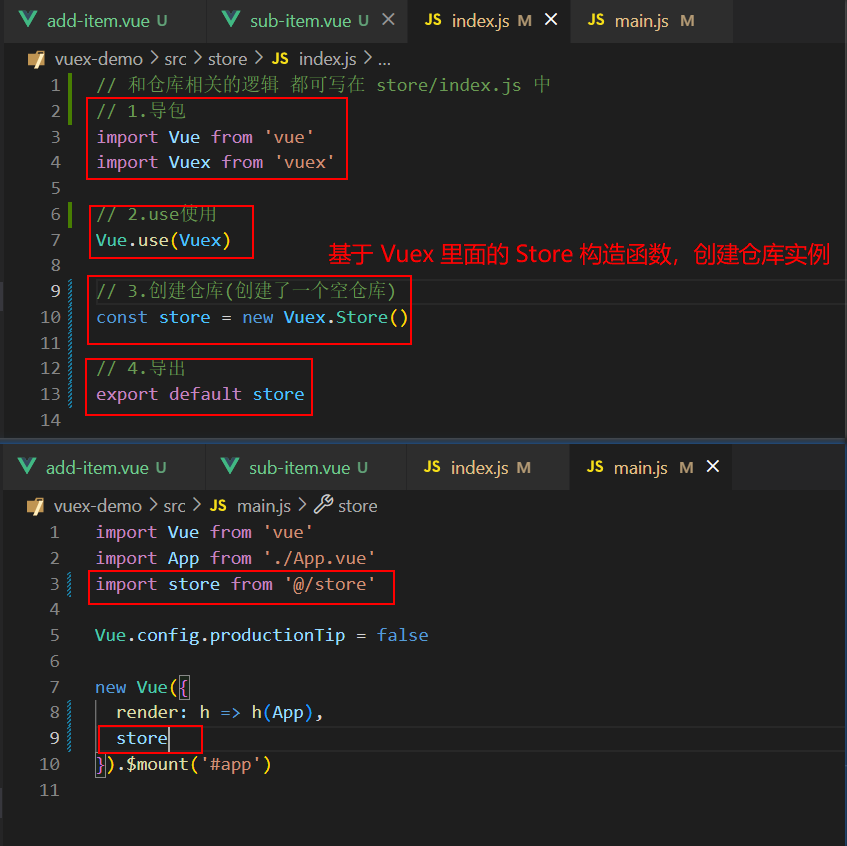 add-item.vue U sub-item.vue U × JS index.js M × JS main.js M
vuex-demo > src > store > JS index.js > ...
1 // 和仓库相关的逻辑 都可写在 store/index.js 中
2 // 1.导包
3 import Vue from 'vue'
4 import Vuex from 'vuex'
5
6 // 2.use使用
7 Vue.use(Vuex)
基于 Vuex 里面的 Store 构造函数，创建仓库实例
8
9 // 3.创建仓库(创建了一个空仓库)
10 const store = new Vuex.Store()
11
12 // 4.导出
13 export default store
14
add-item.vue U sub-item.vue U JS index.js M JS main.js M ×
vuex-demo > src > JS main.js > store
1 import Vue from 'vue'
2 import App from './App.vue'
3 import store from '@/store'
4
5 Vue.config.productionTip = false
6
7 new Vue({
8 render: h => h(App),
9 store
10 }).$mount('#app')
11